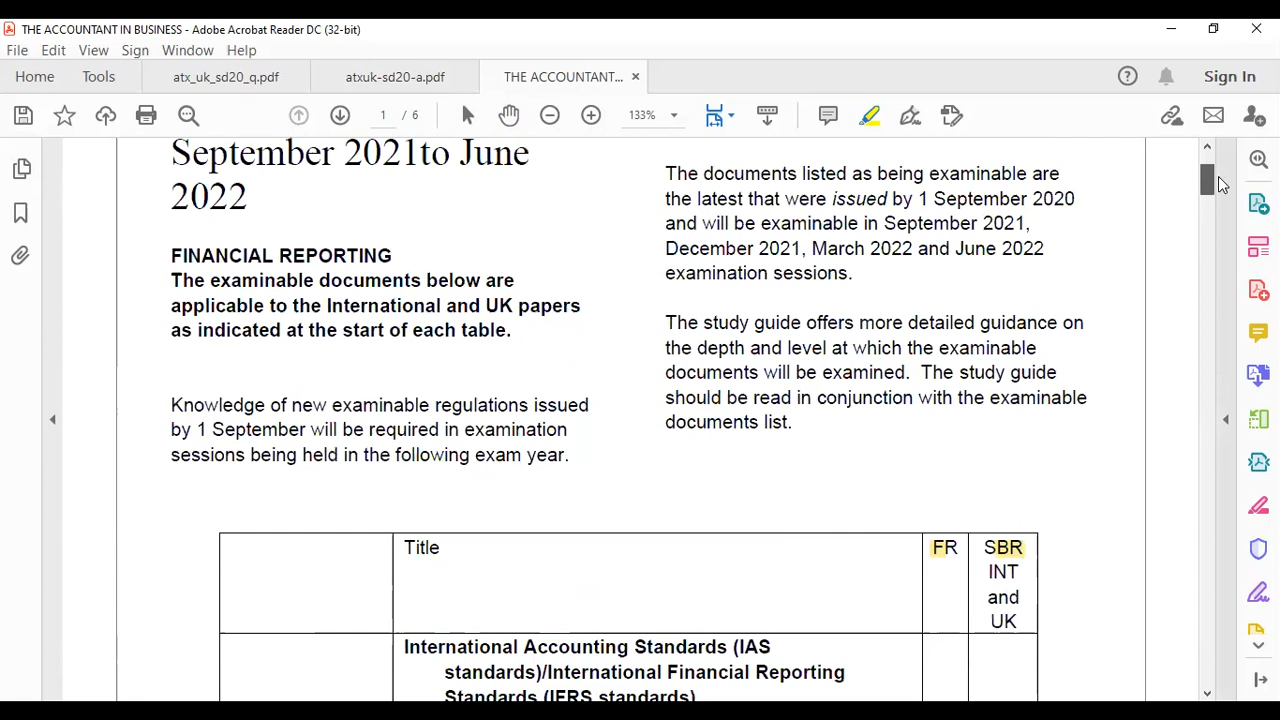 THE ACCOUNTANT IN BUSINESS - Adobe Acrobat Reader DC (32-bit)
File Edit View Sign Window Help
Home Tools atx_uk_sd20_q.pdf atxuk-sd20-a.pdf THE ACCOUNTANT... × Sign In
1 / 6 133%
September 2021to June
2022
FINANCIAL REPORTING
The examinable documents below are
applicable to the International and UK papers
as indicated at the start of each table.
Knowledge of new examinable regulations issued
by 1 September will be required in examination
sessions being held in the following exam year.
The documents listed as being examinable are
the latest that were issued by 1 September 2020
and will be examinable in September 2021,
December 2021, March 2022 and June 2022
examination sessions.
The study guide offers more detailed guidance on
the depth and level at which the examinable
documents will be examined. The study guide
should be read in conjunction with the examinable
documents list.
Title FR SBR
INT
and
UK
International Accounting Standards (IAS
standards)/International Financial Reporting
Standards (IFRS standards)